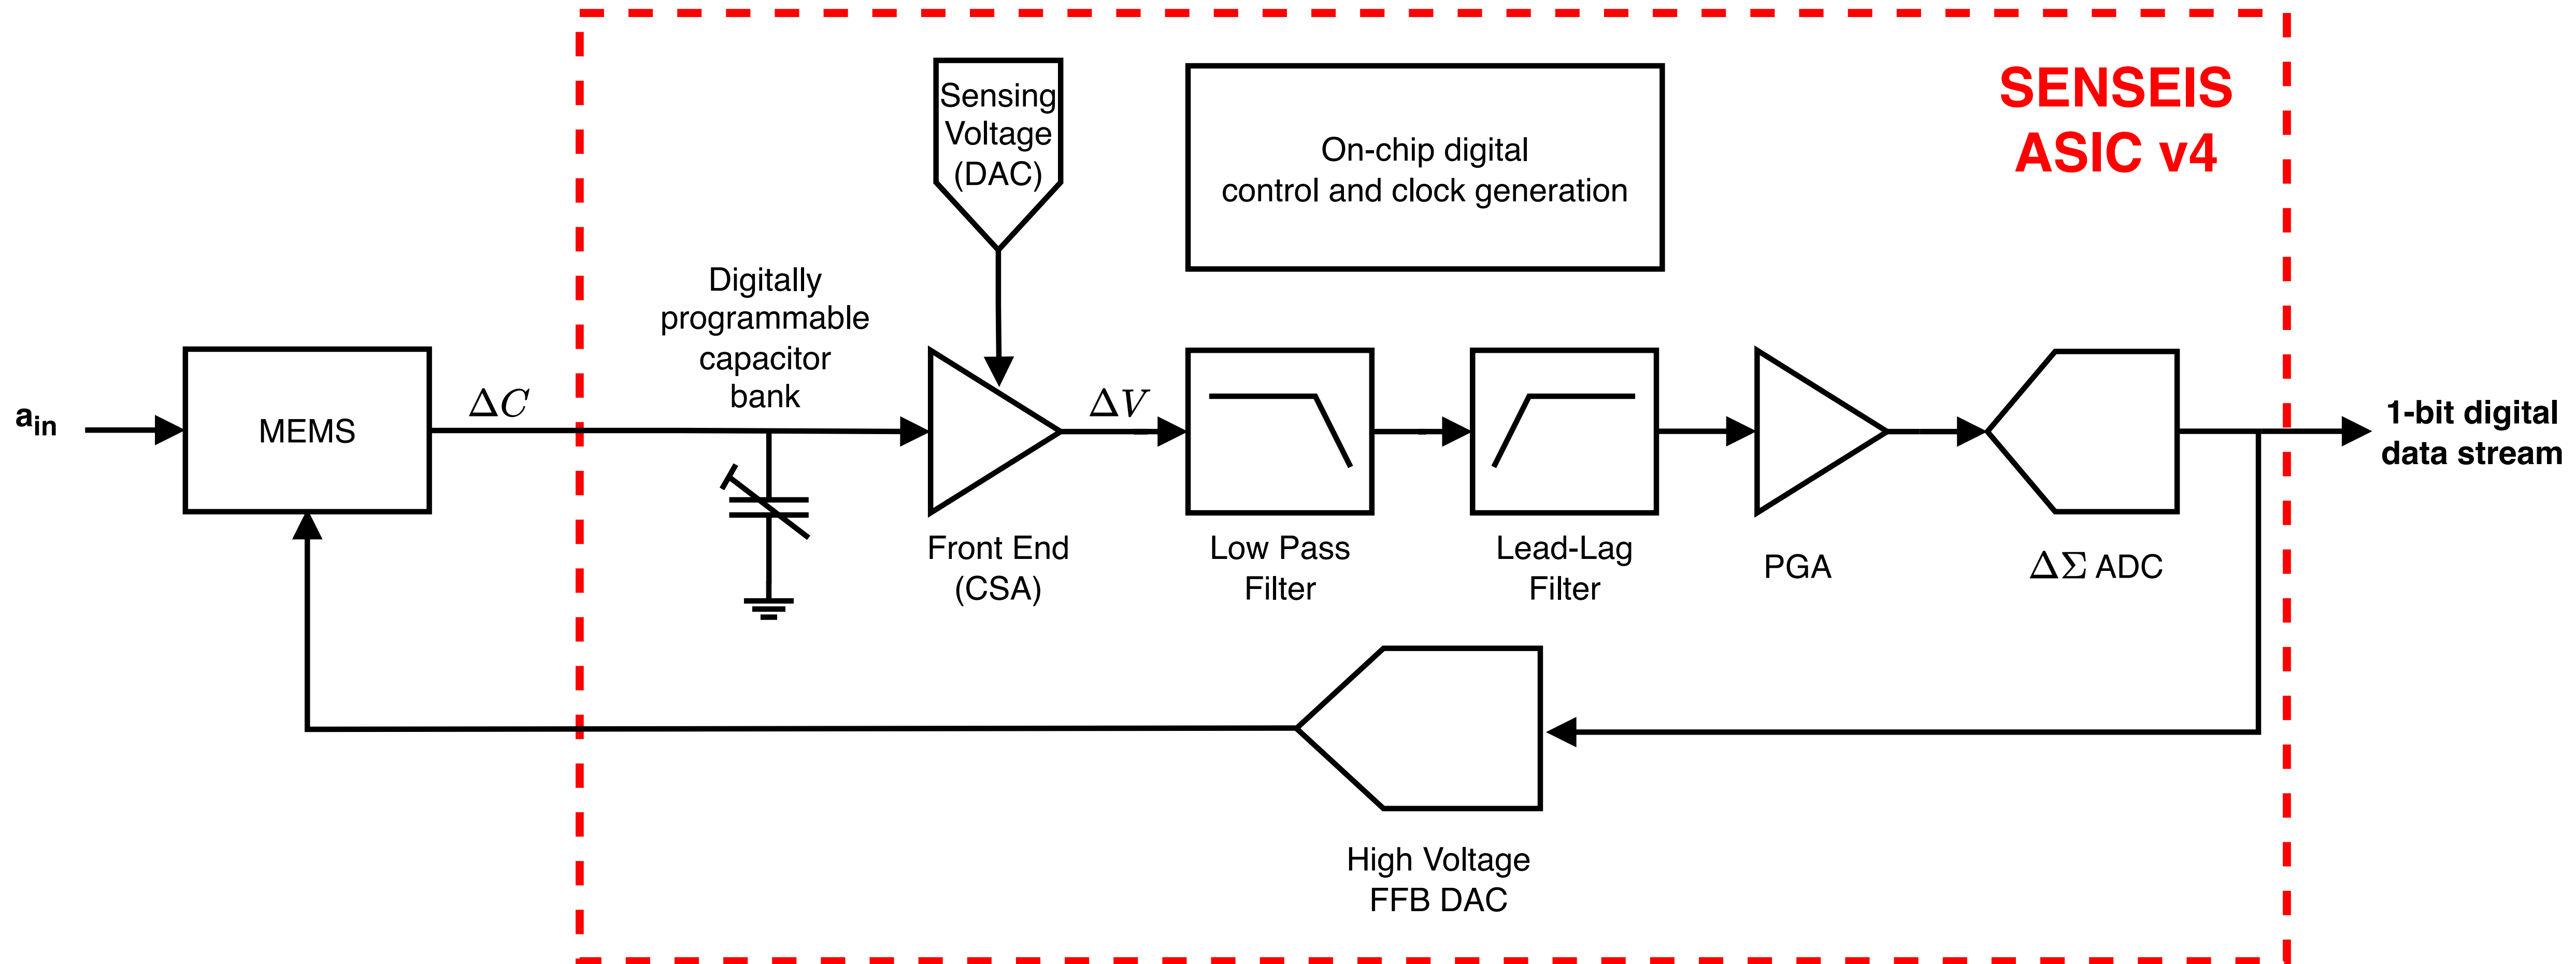 SENSEIS
ASIC v4
Sensing
Voltage
(DAC)
On-chip digital
control and clock generation
Digitally
programmable
capacitor
bank
a_in
MEMS
ΔC
ΔV
1-bit digital
data stream
Front End
(CSA)
Low Pass
Filter
Lead-Lag
Filter
PGA
ΔΣ ADC
High Voltage
FFB DAC